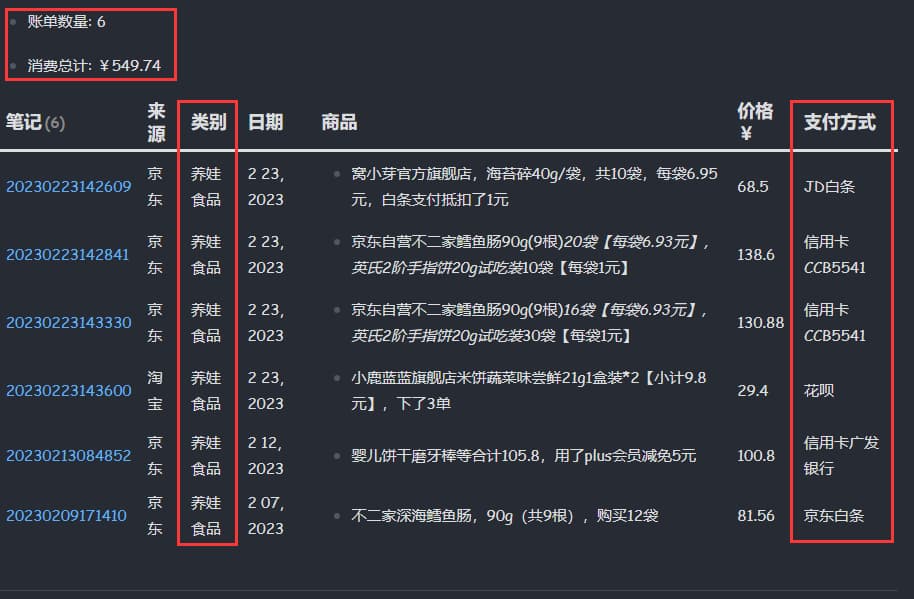 账单数量: 6
消费总计: ￥549.74
笔记 (6) 来源 类别 日期 商品 价格￥ 支付方式
20230223142609 京东 养娃食品 2 23, 2023 窝小芽官方旗舰店，海苔碎40g/袋，共10袋，每袋6.95元，白条支付抵扣了1元 68.5 JD白条
20230223142841 京东 养娃食品 2 23, 2023 京东自营不二家鳕鱼肠90g(9根)20袋【每袋6.93元】,英氏2阶手指饼20g试吃装10袋【每袋1元】 138.6 信用卡CCB5541
20230223143330 京东 养娃食品 2 23, 2023 京东自营不二家鳕鱼肠90g(9根)16袋【每袋6.93元】,英氏2阶手指饼20g试吃装30袋【每袋1元】 130.88 信用卡CCB5541
20230223143600 淘宝 养娃食品 2 23, 2023 小鹿蓝蓝旗舰店米饼蔬菜味尝鲜21g1盒装*2【小计9.8元】，下了3单 29.4 花呗
20230213084852 京东 养娃食品 2 12, 2023 婴儿饼干磨牙棒等合计105.8，用了plus会员减免5元 100.8 信用卡广发银行
20230209171410 京东 养娃食品 2 07, 2023 不二家深海鳕鱼肠，90g（共9根），购买12袋 81.56 京东白条